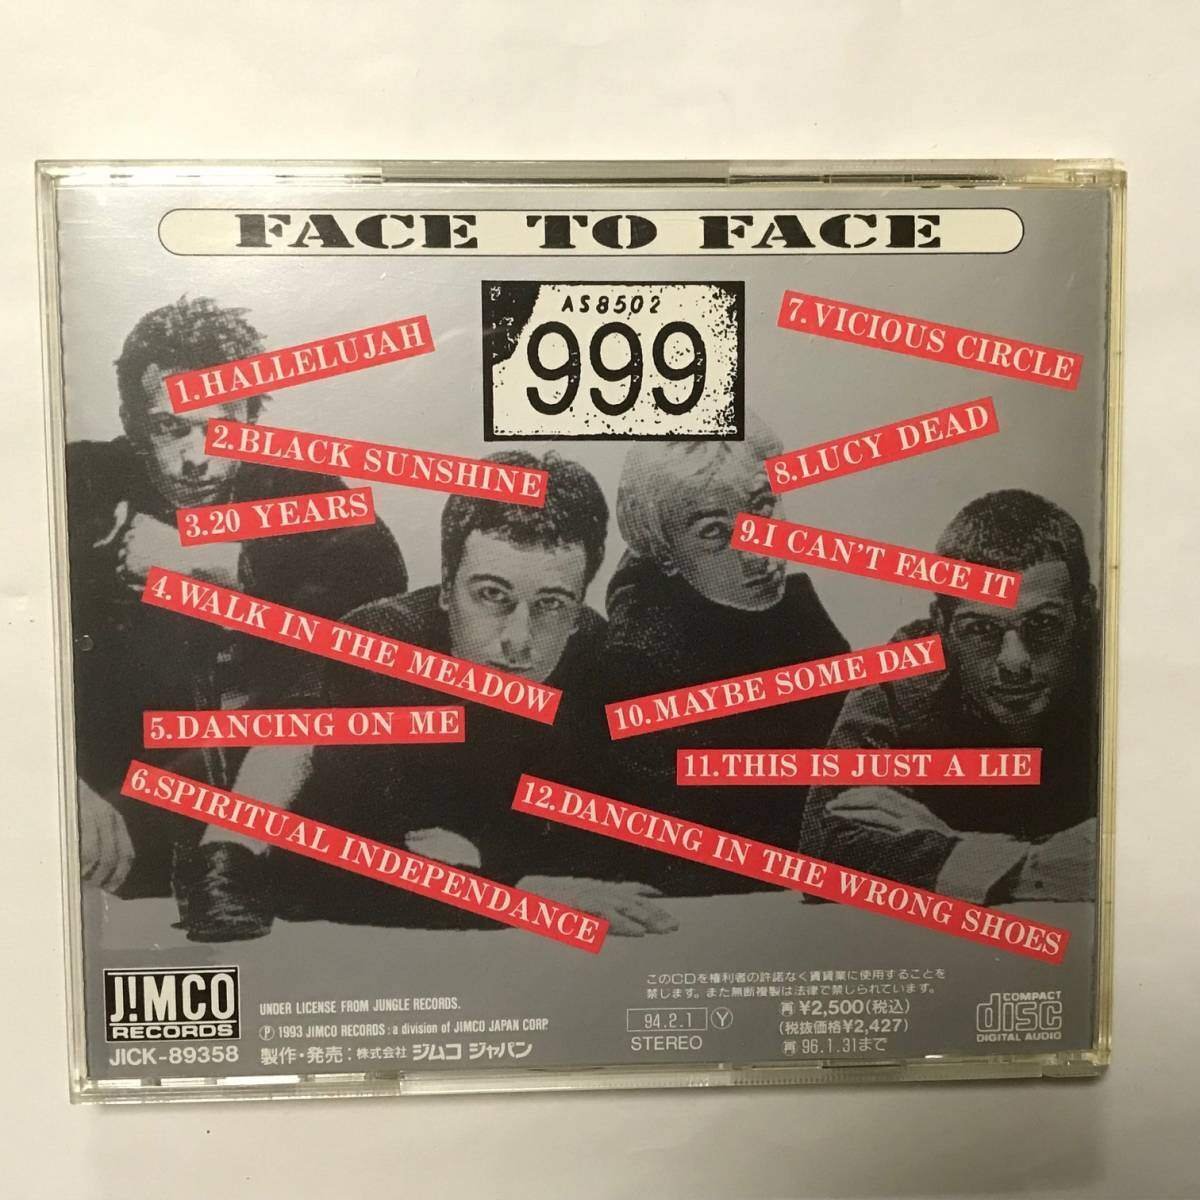 FACE TO FACE
AS8502
999
1.HALLELUJAH
2.BLACK SUNSHINE
3.20 YEARS
4.WALK IN THE MEADOW
5.DANCING ON ME
6.SPIRITUAL INDEPENDANCE
7.VICIOUS CIRCLE
8.LUCY DEAD
9.I CAN'T FACE IT
10.MAYBE SOME DAY
11.THIS IS JUST A LIE
12.DANCING IN THE WRONG SHOES
J!MCO
RECORDS
JICK-89358
UNDER LICENSE FROM JUNGLE RECORDS.
Ⓟ 1993 JIMCO RECORDS : a division of JIMCO JAPAN CORP.
製作・発売：株式会社 ジムコ ジャパン
このCDを権利者の許諾なく賃貸業に使用することを
禁じます。また無断複製は法律で禁じられています。
94.2.1 Ⓨ
STEREO
再 ¥2,500(税込)
(税抜価格¥2,427)
再 96.1.31まで
COMPACT
disc
DIGITAL AUDIO